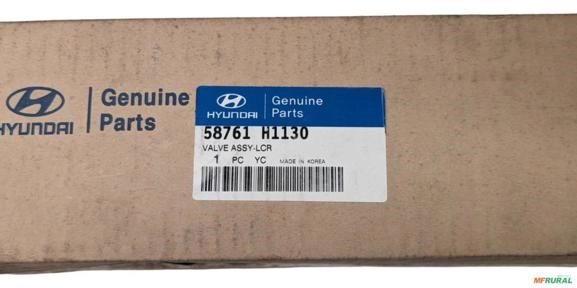 HYUNDAI
Genuine
Parts
HYUNDAI
Genuine
Parts
58761 H1130
VALVE ASSY-LCR
1 PC YC MADE IN KOREA
MFRURAL